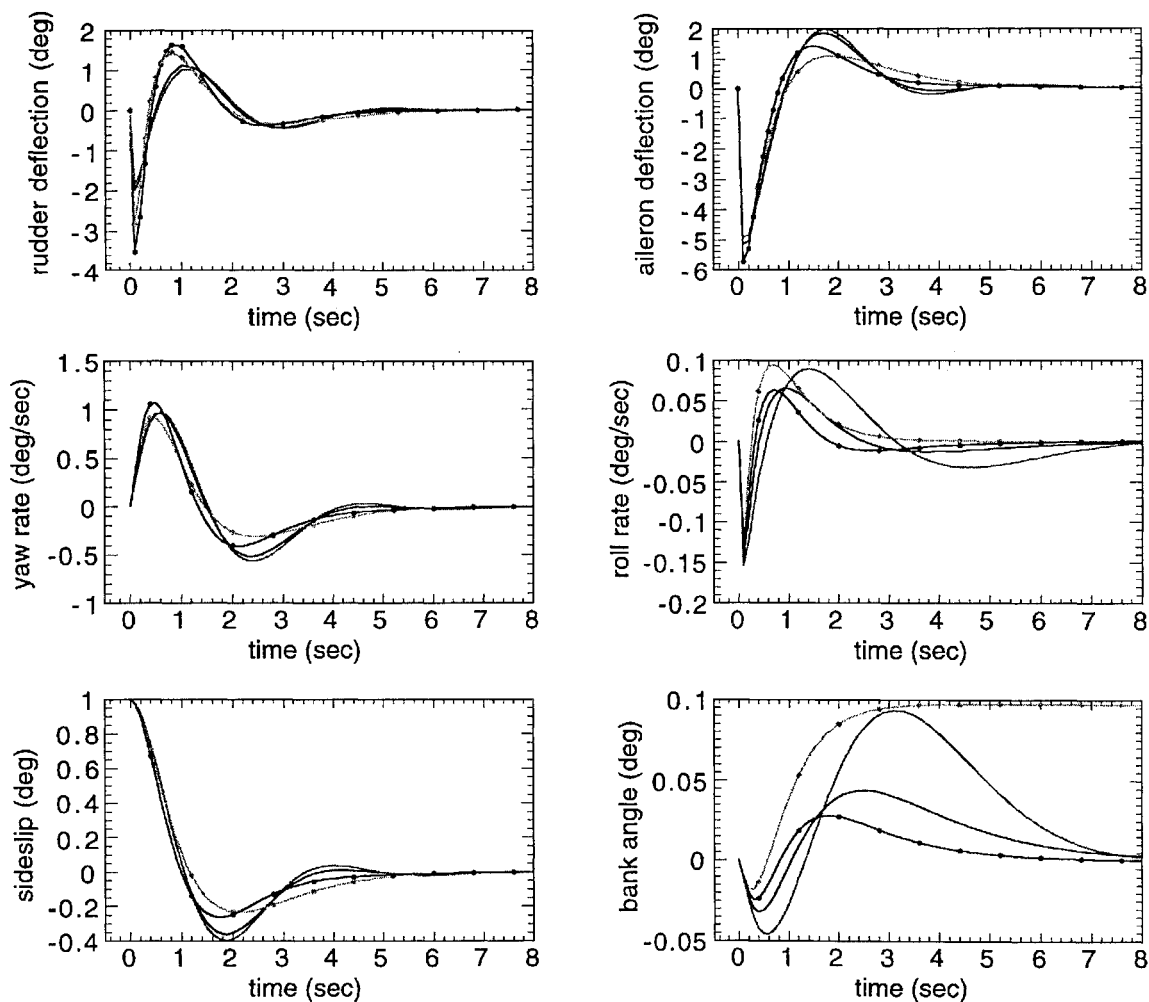 rudder deflection (deg)
2
1
0
-1
-2
-3
-4
0 1 2 3 4 5 6 7 8
time (sec)
aileron deflection (deg)
2
1
0
-1
-2
-3
-4
-5
-6
0 1 2 3 4 5 6 7 8
time (sec)
yaw rate (deg/sec)
1.5
1
0.5
0
-0.5
-1
0 1 2 3 4 5 6 7 8
time (sec)
roll rate (deg/sec)
0.1
0.05
0
-0.05
-0.1
-0.15
-0.2
0 1 2 3 4 5 6 7 8
time (sec)
sideslip (deg)
1
0.8
0.6
0.4
0.2
0
-0.2
-0.4
0 1 2 3 4 5 6 7 8
time (sec)
bank angle (deg)
0.1
0.05
0
-0.05
0 1 2 3 4 5 6 7 8
time (sec)